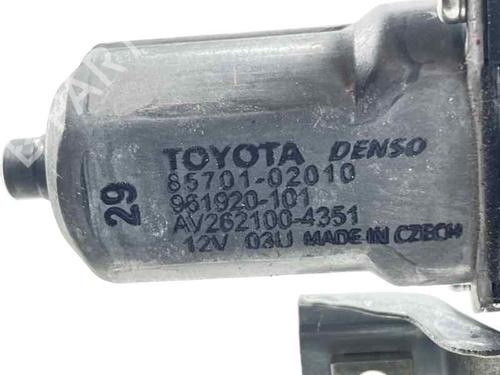 TOYOTA DENSO
85701-02010
961920-101
AV262100-4351
12V 03U MADE IN CZECH
29